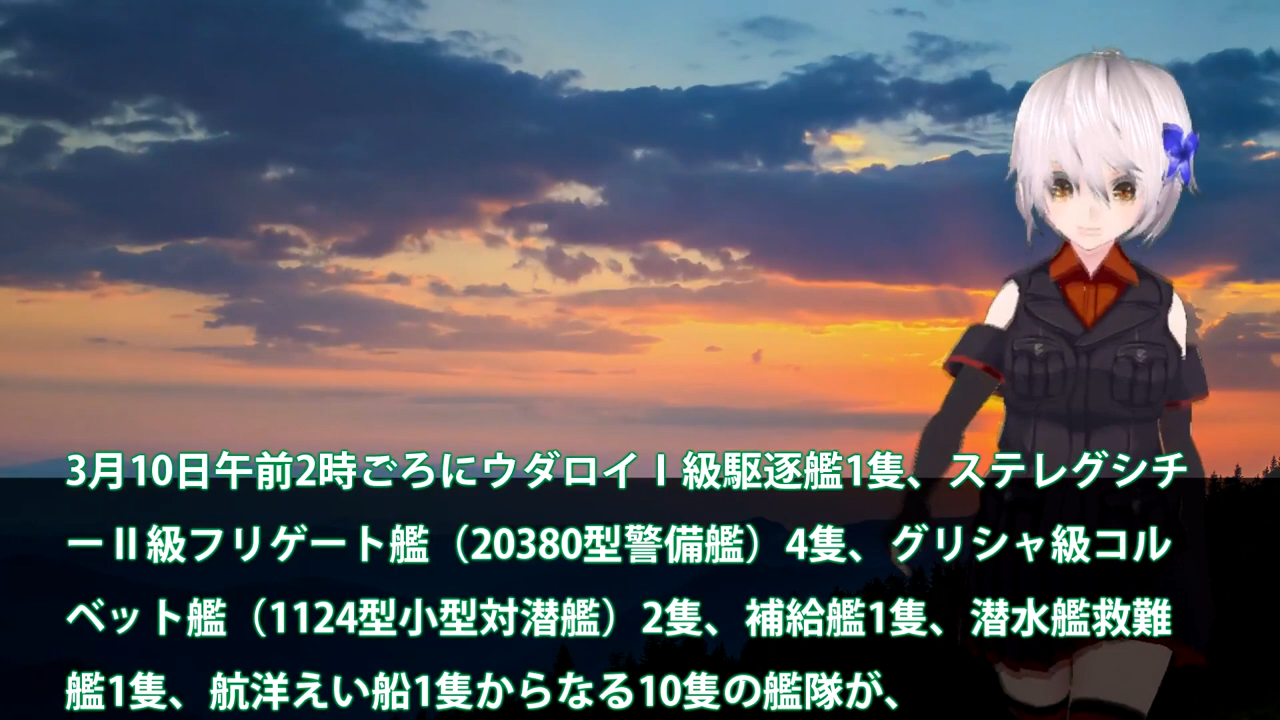 3月10日午前2時ごろにウダロイⅠ級駆逐艦1隻、ステレグシチ
ーⅡ級フリゲート艦（20380型警備艦）4隻、グリシャ級コル
ベット艦（1124型小型対潜艦）2隻、補給艦1隻、潜水艦救難
艦1隻、航洋えい船1隻からなる10隻の艦隊が、